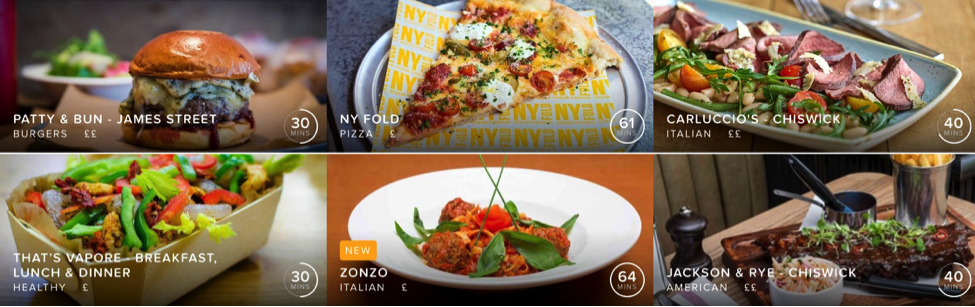 PATTY & BUN - JAMES STREET
BURGERS ££
30
MINS
NY FOLD
PIZZA £
61
MINS
CARLUCCIO'S - CHISWICK
ITALIAN ££
40
MINS
THAT'S VAPORE - BREAKFAST,
LUNCH & DINNER
HEALTHY £
30
MINS
NEW
ZONZO
ITALIAN £
64
MINS
JACKSON & RYE - CHISWICK
AMERICAN ££
40
MINS